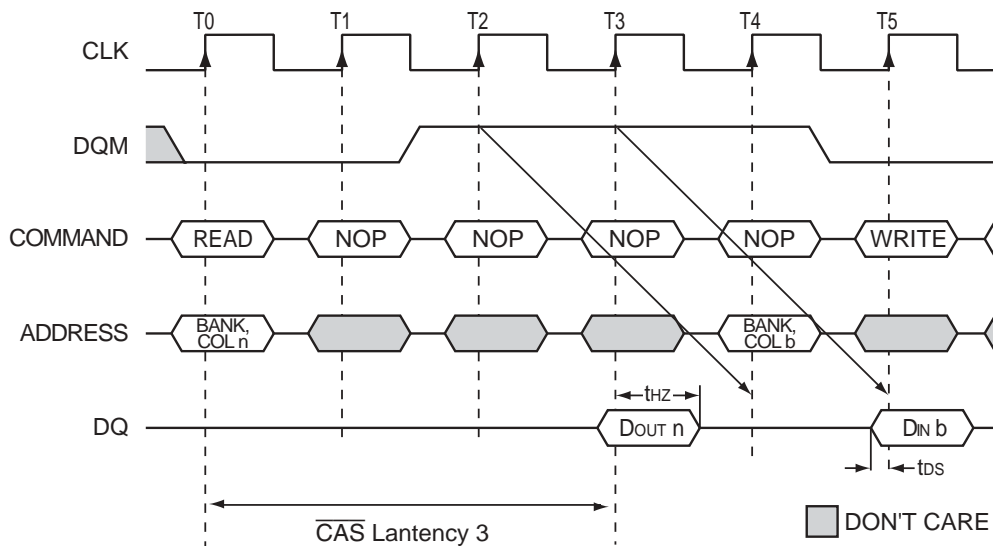 T0 T1 T2 T3 T4 T5
CLK
DQM
COMMAND READ NOP NOP NOP NOP WRITE
ADDRESS BANK, COL n BANK, COL b
tHZ
DQ DOUT n DIN b
tDS
CAS Lantency 3
DON'T CARE